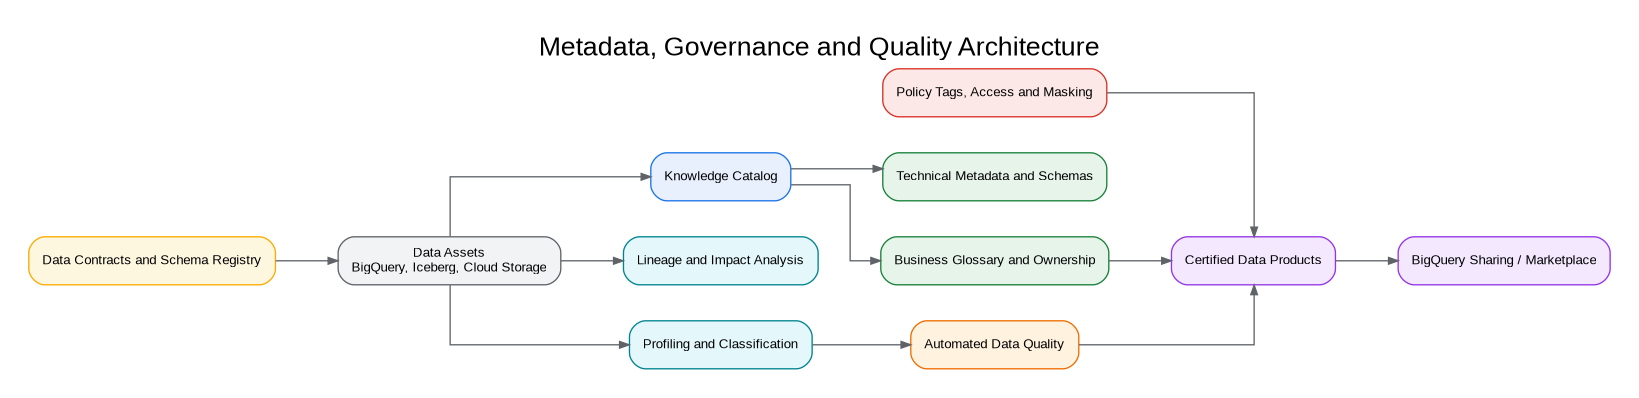 Metadata, Governance and Quality Architecture
Policy Tags, Access and Masking
Knowledge Catalog
Technical Metadata and Schemas
Data Contracts and Schema Registry
Data Assets
BigQuery, Iceberg, Cloud Storage
Lineage and Impact Analysis
Business Glossary and Ownership
Certified Data Products
BigQuery Sharing / Marketplace
Profiling and Classification
Automated Data Quality